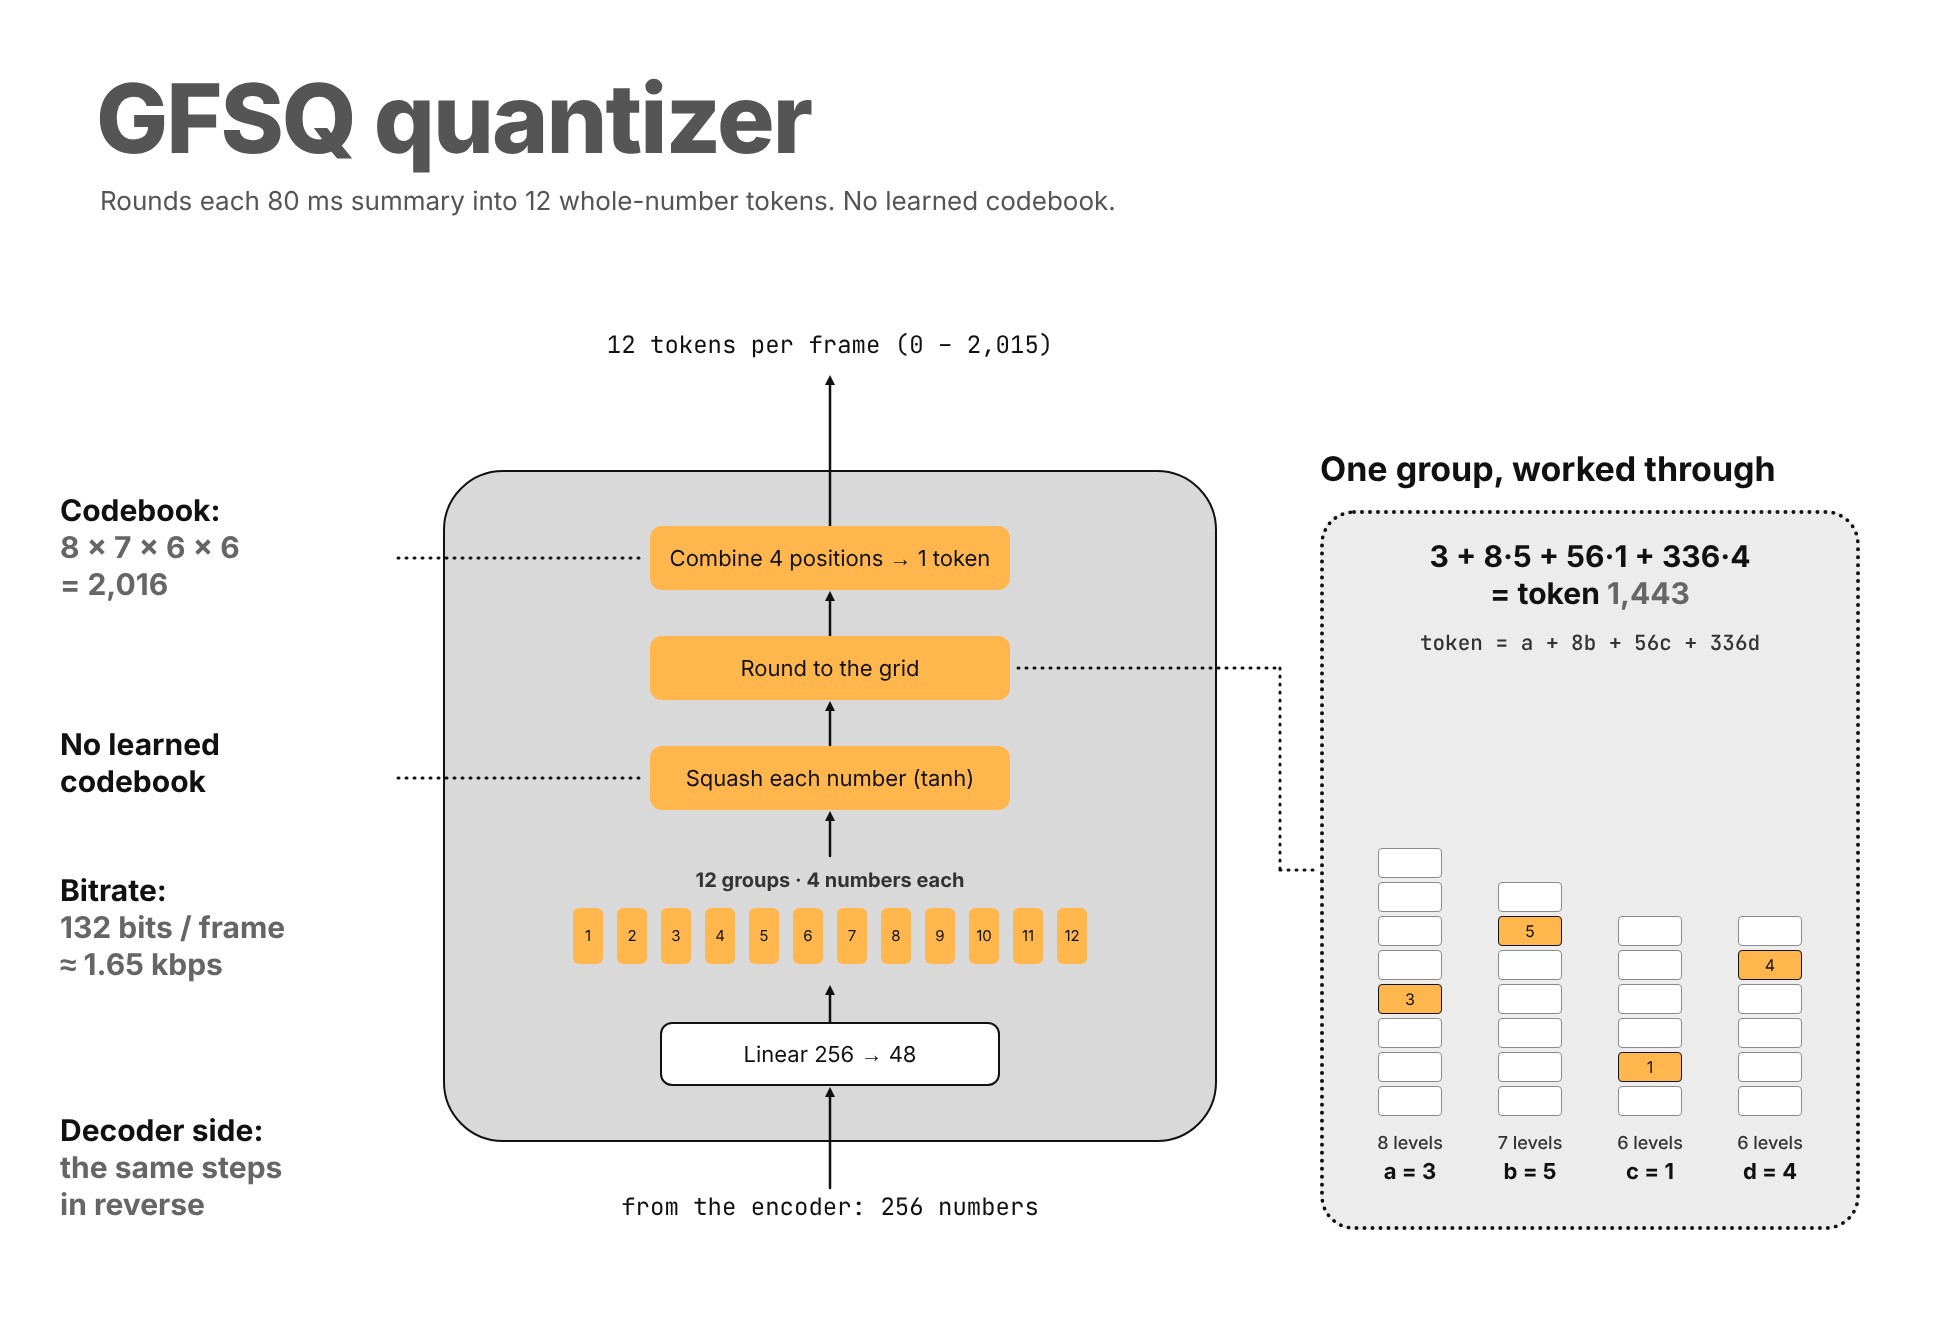 GFSQ quantizer
Rounds each 80 ms summary into 12 whole-number tokens. No learned codebook.
12 tokens per frame (0 – 2,015)
Codebook:
8 × 7 × 6 × 6
= 2,016
No learned
codebook
Bitrate:
132 bits / frame
≈ 1.65 kbps
Decoder side:
the same steps
in reverse
Combine 4 positions → 1 token
Round to the grid
Squash each number (tanh)
12 groups · 4 numbers each
1 2 3 4 5 6 7 8 9 10 11 12
Linear 256 → 48
from the encoder: 256 numbers
One group, worked through
3 + 8·5 + 56·1 + 336·4
= token 1,443
token = a + 8b + 56c + 336d
5
4
3
1
8 levels 7 levels 6 levels 6 levels
a = 3 b = 5 c = 1 d = 4